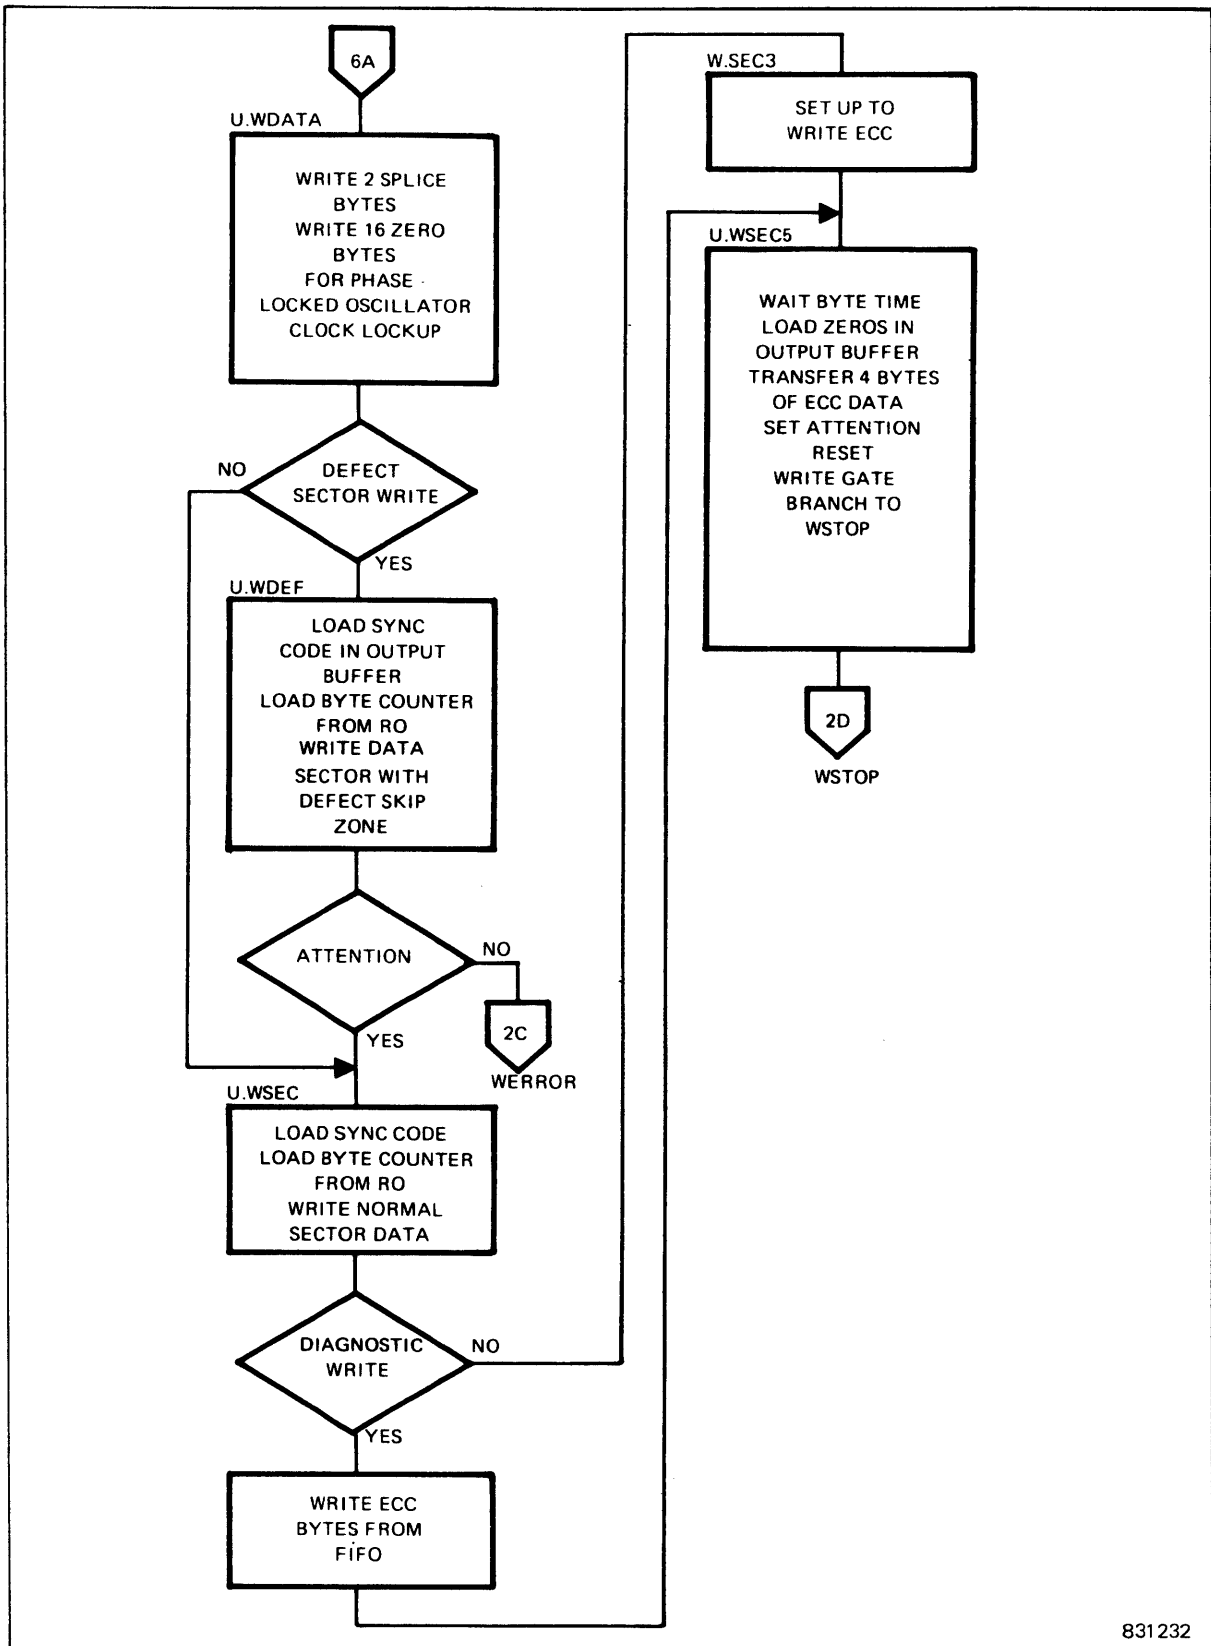 6A
U.WDATA
WRITE 2 SPLICE
BYTES
WRITE 16 ZERO
BYTES
FOR PHASE
LOCKED OSCILLATOR
CLOCK LOCKUP
NO
DEFECT
SECTOR WRITE
YES
U.WDEF
LOAD SYNC
CODE IN OUTPUT
BUFFER
LOAD BYTE COUNTER
FROM RO
WRITE DATA
SECTOR WITH
DEFECT SKIP
ZONE
ATTENTION
NO
2C
WERROR
YES
U.WSEC
LOAD SYNC CODE
LOAD BYTE COUNTER
FROM RO
WRITE NORMAL
SECTOR DATA
DIAGNOSTIC
WRITE
NO
YES
WRITE ECC
BYTES FROM
FIFO
W.SEC3
SET UP TO
WRITE ECC
U.WSEC5
WAIT BYTE TIME
LOAD ZEROS IN
OUTPUT BUFFER
TRANSFER 4 BYTES
OF ECC DATA
SET ATTENTION
RESET
WRITE GATE
BRANCH TO
WSTOP
2D
WSTOP
831232